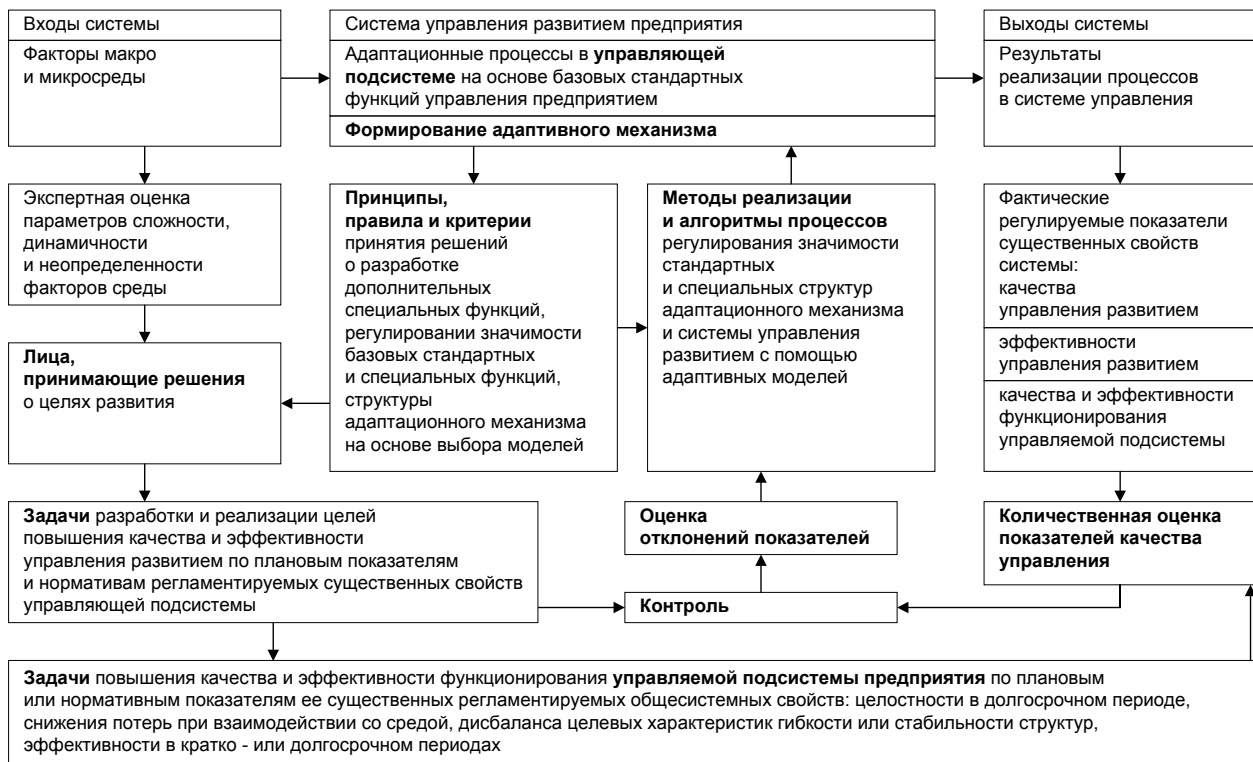 Входы системы
Факторы макро
и микросреды
Система управления развитием предприятия
Адаптационные процессы в управляющей
подсистеме на основе базовых стандартных
функций управления предприятием
Формирование адаптивного механизма
Выходы системы
Результаты
реализации процессов
в системе управления
Экспертная оценка
параметров сложности,
динамичности
и неопределенности
факторов среды
Принципы,
правила и критерии
принятия решений
о разработке
дополнительных
специальных функций,
регулировании значимости
базовых стандартных
и специальных функций,
структуры
адаптационного механизма
на основе выбора моделей
Методы реализации
и алгоритмы процессов
регулирования значимости
стандартных
и специальных структур
адаптационного механизма
и системы управления
развитием с помощью
адаптивных моделей
Фактические
регулируемые показатели
существенных свойств
системы:
качества
управления развитием
эффективности
управления развитием
качества и эффективности
функционирования
управляемой подсистемы
Лица,
принимающие решения
о целях развития
Задачи разработки и реализации целей
повышения качества и эффективности
управления развитием по плановым показателям
и нормативам регламентируемых существенных свойств
управляющей подсистемы
Оценка
отклонений показателей
Контроль
Количественная оценка
показателей качества
управления
Задачи повышения качества и эффективности функционирования управляемой подсистемы предприятия по плановым
или нормативным показателям ее существенных регламентируемых общесистемных свойств: целостности в долгосрочном периоде,
снижения потерь при взаимодействии со средой, дисбаланса целевых характеристик гибкости или стабильности структур,
эффективности в кратко - или долгосрочном периодах